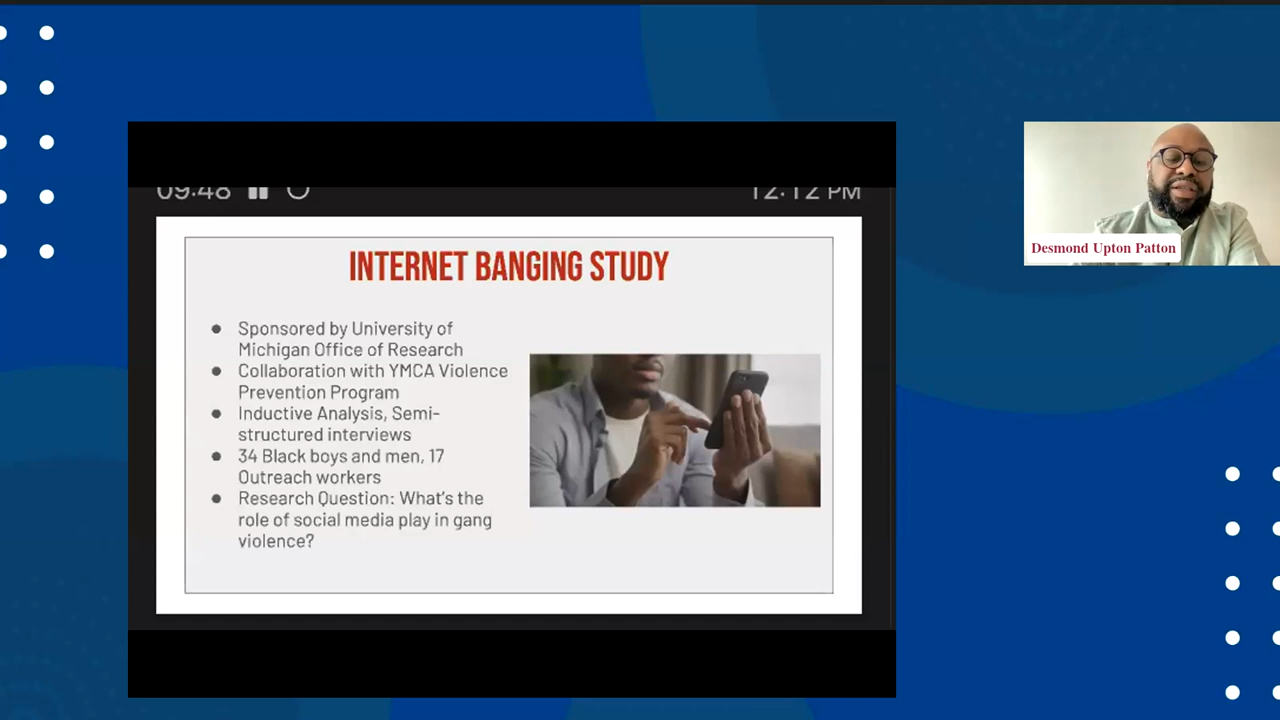 09:48
12:12 PM
INTERNET BANGING STUDY
Sponsored by University of
Michigan Office of Research
Collaboration with YMCA Violence
Prevention Program
Inductive Analysis, Semi-
structured interviews
34 Black boys and men, 17
Outreach workers
Research Question: What's the
role of social media play in gang
violence?
Desmond Upton Patton